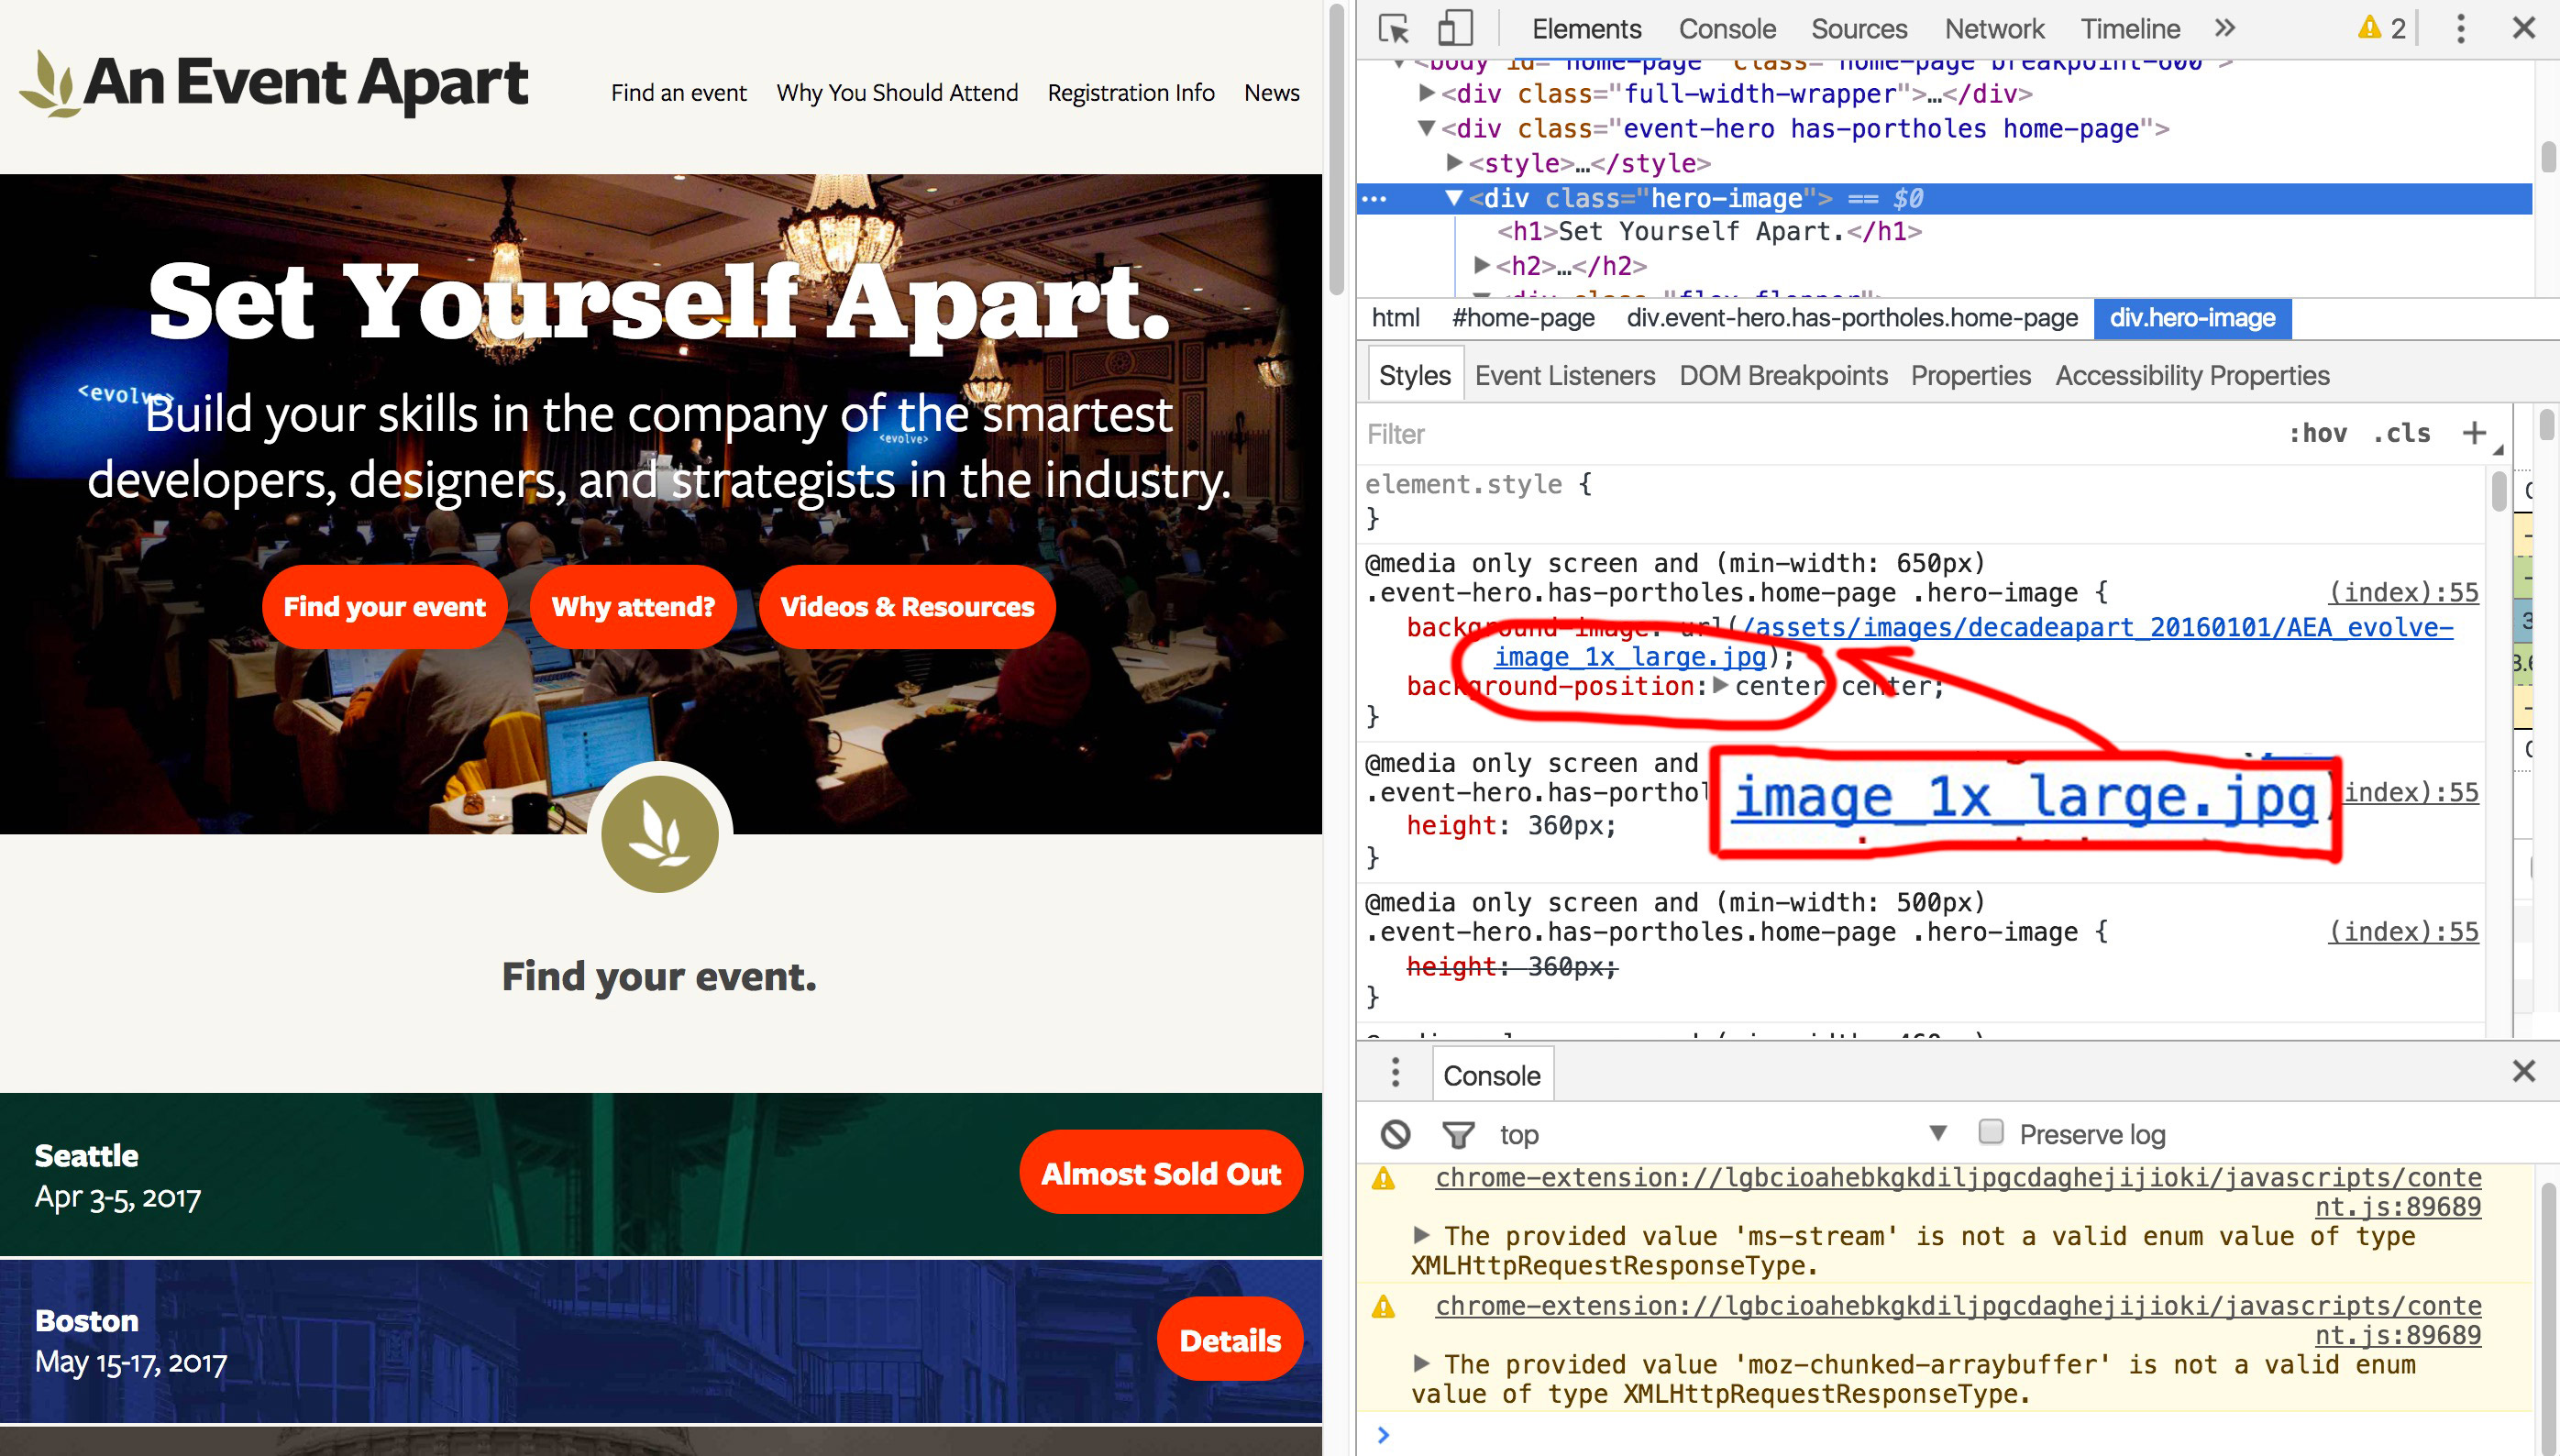 An Event Apart
Find an event Why You Should Attend Registration Info News
Set Yourself Apart.
<evolve>
Build your skills in the company of the smartest
<evolve>
developers, designers, and strategists in the industry.
Find your event Why attend? Videos & Resources
Find your event.
Seattle
Apr 3-5, 2017
Almost Sold Out
Boston
May 15-17, 2017
Details
Elements Console Sources Network Timeline » 2
<body id="home-page" class="home-page breakpoint-600">
<div class="full-width-wrapper">…</div>
<div class="event-hero has-portholes home-page">
<style>…</style>
… <div class="hero-image"> == $0
<h1>Set Yourself Apart.</h1>
<h2>…</h2>
<div class="flex-flopper">
html #home-page div.event-hero.has-portholes.home-page div.hero-image
Styles Event Listeners DOM Breakpoints Properties Accessibility Properties
Filter :hov .cls +
element.style {
}
@media only screen and (min-width: 650px)
.event-hero.has-portholes.home-page .hero-image { (index):55
background-image: url(/assets/images/decadeapart_20160101/AEA_evolve-
image_1x_large.jpg);
background-position: center center;
}
@media only screen and
.event-hero.has-porthol index):55
image_1x_large.jpg
height: 360px;
}
@media only screen and (min-width: 500px)
.event-hero.has-portholes.home-page .hero-image { (index):55
height: 360px;
}
Console
top Preserve log
chrome-extension://lgbcioahebkgkdiljpgcdaghejijioki/javascripts/conte
nt.js:89689
The provided value 'ms-stream' is not a valid enum value of type
XMLHttpRequestResponseType.
chrome-extension://lgbcioahebkgkdiljpgcdaghejijioki/javascripts/conte
nt.js:89689
The provided value 'moz-chunked-arraybuffer' is not a valid enum
value of type XMLHttpRequestResponseType.